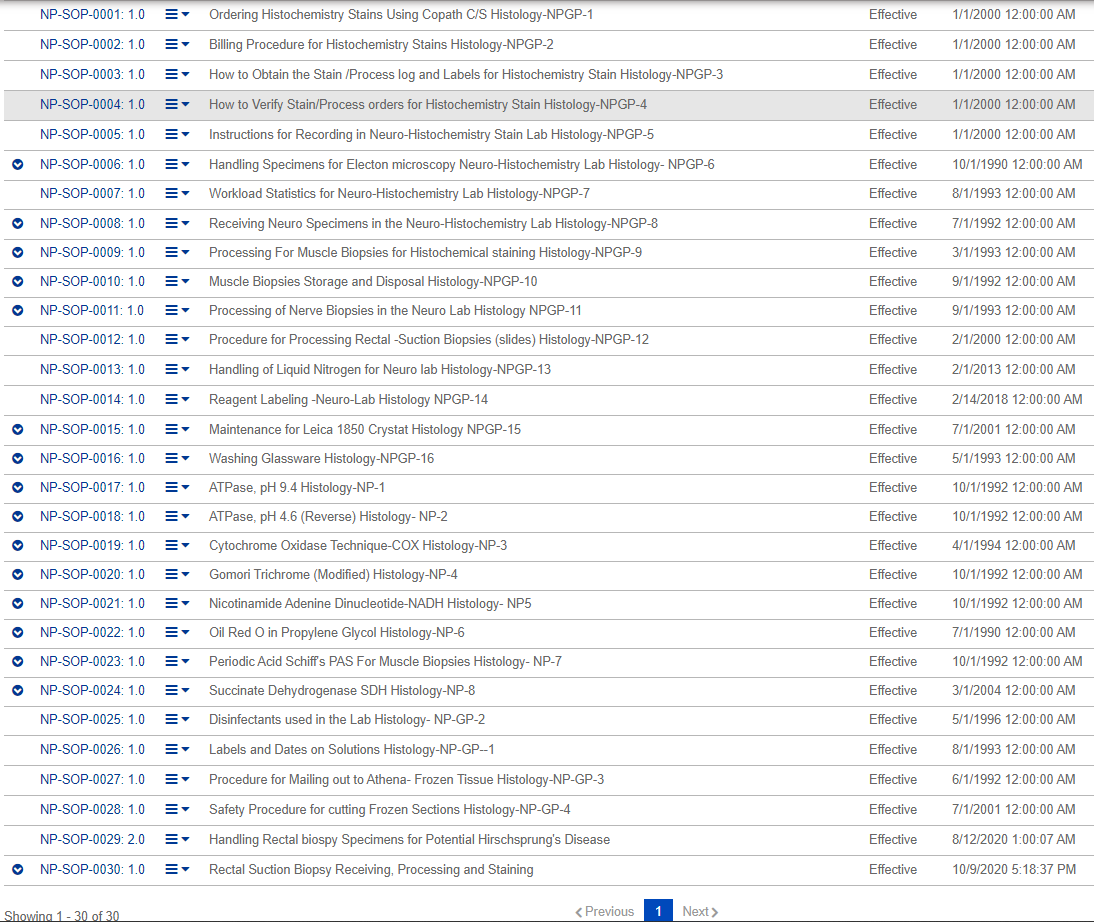 NP-SOP-0001: 1.0 Ordering Histochemistry Stains Using Copath C/S Histology-NPGP-1 Effective 1/1/2000 12:00:00 AM
NP-SOP-0002: 1.0 Billing Procedure for Histochemistry Stains Histology-NPGP-2 Effective 1/1/2000 12:00:00 AM
NP-SOP-0003: 1.0 How to Obtain the Stain /Process log and Labels for Histochemistry Stain Histology-NPGP-3 Effective 1/1/2000 12:00:00 AM
NP-SOP-0004: 1.0 How to Verify Stain/Process orders for Histochemistry Stain Histology-NPGP-4 Effective 1/1/2000 12:00:00 AM
NP-SOP-0005: 1.0 Instructions for Recording in Neuro-Histochemistry Stain Lab Histology-NPGP-5 Effective 1/1/2000 12:00:00 AM
NP-SOP-0006: 1.0 Handling Specimens for Electon microscopy Neuro-Histochemistry Lab Histology- NPGP-6 Effective 10/1/1990 12:00:00 AM
NP-SOP-0007: 1.0 Workload Statistics for Neuro-Histochemistry Lab Histology-NPGP-7 Effective 8/1/1993 12:00:00 AM
NP-SOP-0008: 1.0 Receiving Neuro Specimens in the Neuro-Histochemistry Lab Histology-NPGP-8 Effective 7/1/1992 12:00:00 AM
NP-SOP-0009: 1.0 Processing For Muscle Biopsies for Histochemical staining Histology-NPGP-9 Effective 3/1/1993 12:00:00 AM
NP-SOP-0010: 1.0 Muscle Biopsies Storage and Disposal Histology-NPGP-10 Effective 9/1/1992 12:00:00 AM
NP-SOP-0011: 1.0 Processing of Nerve Biopsies in the Neuro Lab Histology NPGP-11 Effective 9/1/1993 12:00:00 AM
NP-SOP-0012: 1.0 Procedure for Processing Rectal -Suction Biopsies (slides) Histology-NPGP-12 Effective 2/1/2000 12:00:00 AM
NP-SOP-0013: 1.0 Handling of Liquid Nitrogen for Neuro lab Histology-NPGP-13 Effective 2/1/2013 12:00:00 AM
NP-SOP-0014: 1.0 Reagent Labeling -Neuro-Lab Histology NPGP-14 Effective 2/14/2018 12:00:00 AM
NP-SOP-0015: 1.0 Maintenance for Leica 1850 Crystat Histology NPGP-15 Effective 7/1/2001 12:00:00 AM
NP-SOP-0016: 1.0 Washing Glassware Histology-NPGP-16 Effective 5/1/1993 12:00:00 AM
NP-SOP-0017: 1.0 ATPase, pH 9.4 Histology-NP-1 Effective 10/1/1992 12:00:00 AM
NP-SOP-0018: 1.0 ATPase, pH 4.6 (Reverse) Histology- NP-2 Effective 10/1/1992 12:00:00 AM
NP-SOP-0019: 1.0 Cytochrome Oxidase Technique-COX Histology-NP-3 Effective 4/1/1994 12:00:00 AM
NP-SOP-0020: 1.0 Gomori Trichrome (Modified) Histology-NP-4 Effective 10/1/1992 12:00:00 AM
NP-SOP-0021: 1.0 Nicotinamide Adenine Dinucleotide-NADH Histology- NP5 Effective 10/1/1992 12:00:00 AM
NP-SOP-0022: 1.0 Oil Red O in Propylene Glycol Histology-NP-6 Effective 7/1/1990 12:00:00 AM
NP-SOP-0023: 1.0 Periodic Acid Schiff's PAS For Muscle Biopsies Histology- NP-7 Effective 10/1/1992 12:00:00 AM
NP-SOP-0024: 1.0 Succinate Dehydrogenase SDH Histology-NP-8 Effective 3/1/2004 12:00:00 AM
NP-SOP-0025: 1.0 Disinfectants used in the Lab Histology- NP-GP-2 Effective 5/1/1996 12:00:00 AM
NP-SOP-0026: 1.0 Labels and Dates on Solutions Histology-NP-GP--1 Effective 8/1/1993 12:00:00 AM
NP-SOP-0027: 1.0 Procedure for Mailing out to Athena- Frozen Tissue Histology-NP-GP-3 Effective 6/1/1992 12:00:00 AM
NP-SOP-0028: 1.0 Safety Procedure for cutting Frozen Sections Histology-NP-GP-4 Effective 7/1/2001 12:00:00 AM
NP-SOP-0029: 2.0 Handling Rectal biospy Specimens for Potential Hirschsprung's Disease Effective 8/12/2020 1:00:07 AM
NP-SOP-0030: 1.0 Rectal Suction Biopsy Receiving, Processing and Staining Effective 10/9/2020 5:18:37 PM
Showing 1 - 30 of 30 Previous 1 Next